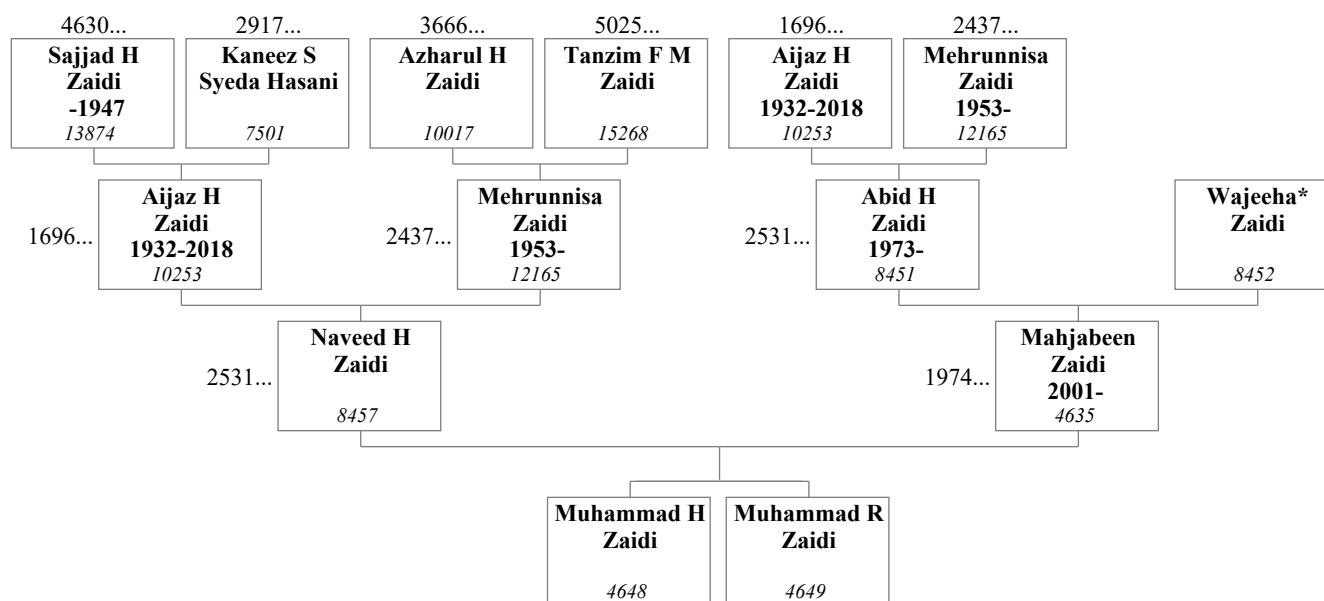 4630... 2917... 3666... 5025... 1696... 2437...
Sajjad H Kaneez S Azharul H Tanzim F M Aijaz H Mehrunnisa
Zaidi Syeda Hasani Zaidi Zaidi Zaidi Zaidi
-1947 1932-2018 1953-
13874 7501 10017 15268 10253 12165
Aijaz H Mehrunnisa Abid H Wajeeha*
Zaidi Zaidi Zaidi Zaidi
1696... 1932-2018 2437... 1953- 2531... 1973-
10253 12165 8451 8452
Naveed H Mahjabeen
Zaidi Zaidi
2531... 1974... 2001-
8457 4635
Muhammad H Muhammad R
Zaidi Zaidi
4648 4649